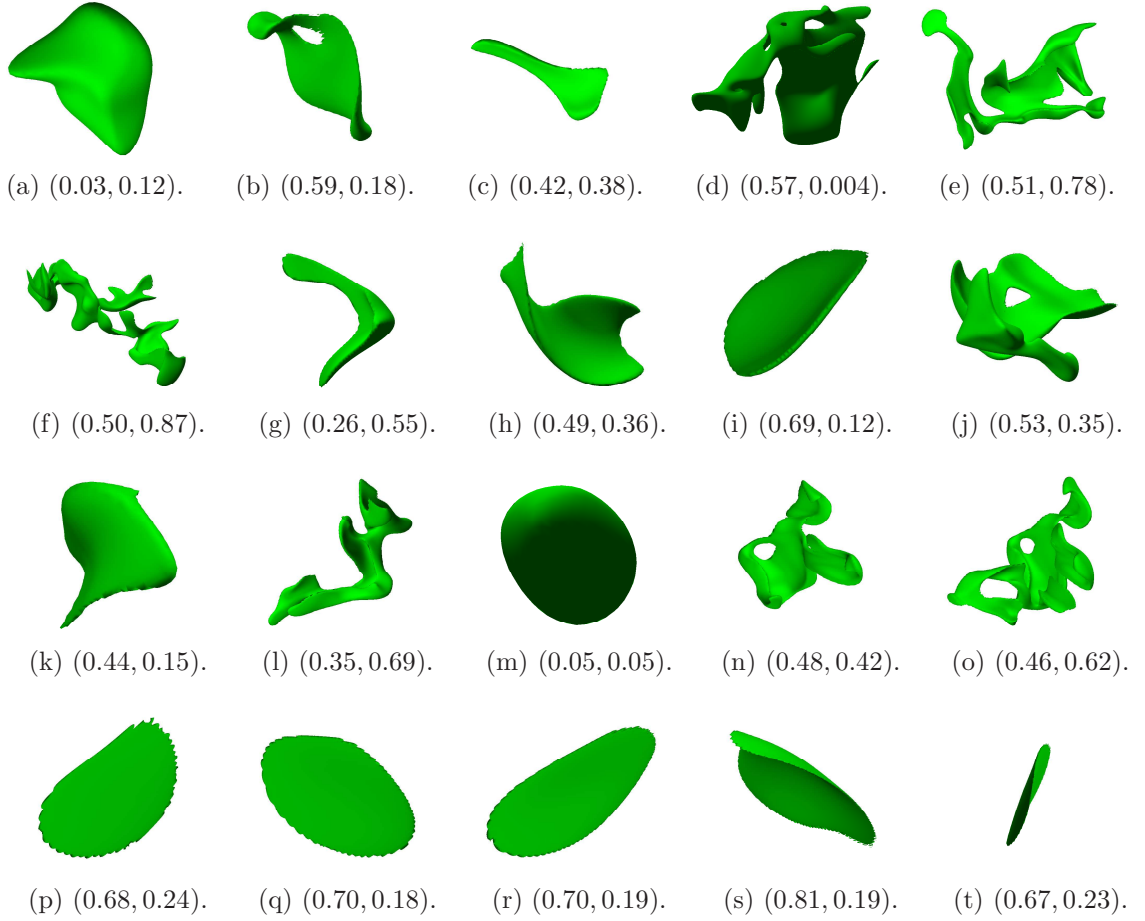 (a) (0.03, 0.12). (b) (0.59, 0.18). (c) (0.42, 0.38). (d) (0.57, 0.004). (e) (0.51, 0.78).
(f) (0.50, 0.87). (g) (0.26, 0.55). (h) (0.49, 0.36). (i) (0.69, 0.12). (j) (0.53, 0.35).
(k) (0.44, 0.15). (l) (0.35, 0.69). (m) (0.05, 0.05). (n) (0.48, 0.42). (o) (0.46, 0.62).
(p) (0.68, 0.24). (q) (0.70, 0.18). (r) (0.70, 0.19). (s) (0.81, 0.19). (t) (0.67, 0.23).